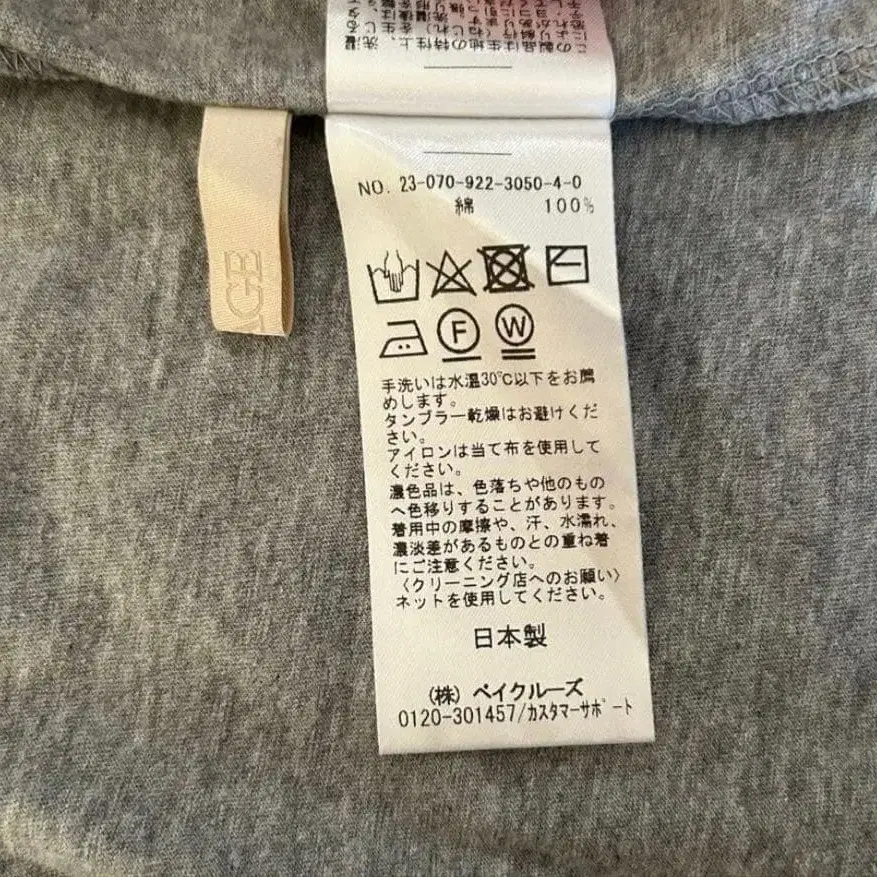 NO. 23-070-922-3050-4-0
綿 100%
F W
手洗いは水温30℃以下をお薦
めします。
タンブラー乾燥はお避けくだ
さい。
アイロンは当て布を使用して
ください。
濃色品は、色落ちや他のもの
へ色移りすることがあります。
着用中の摩擦や、汗、水濡れ、
濃淡差があるものとの重ね着
にご注意ください。
〈クリーニング店へのお願い〉
ネットを使用してください。
日本製
(株) ベイクルーズ
0120-301457/カスタマーサポート
AGE